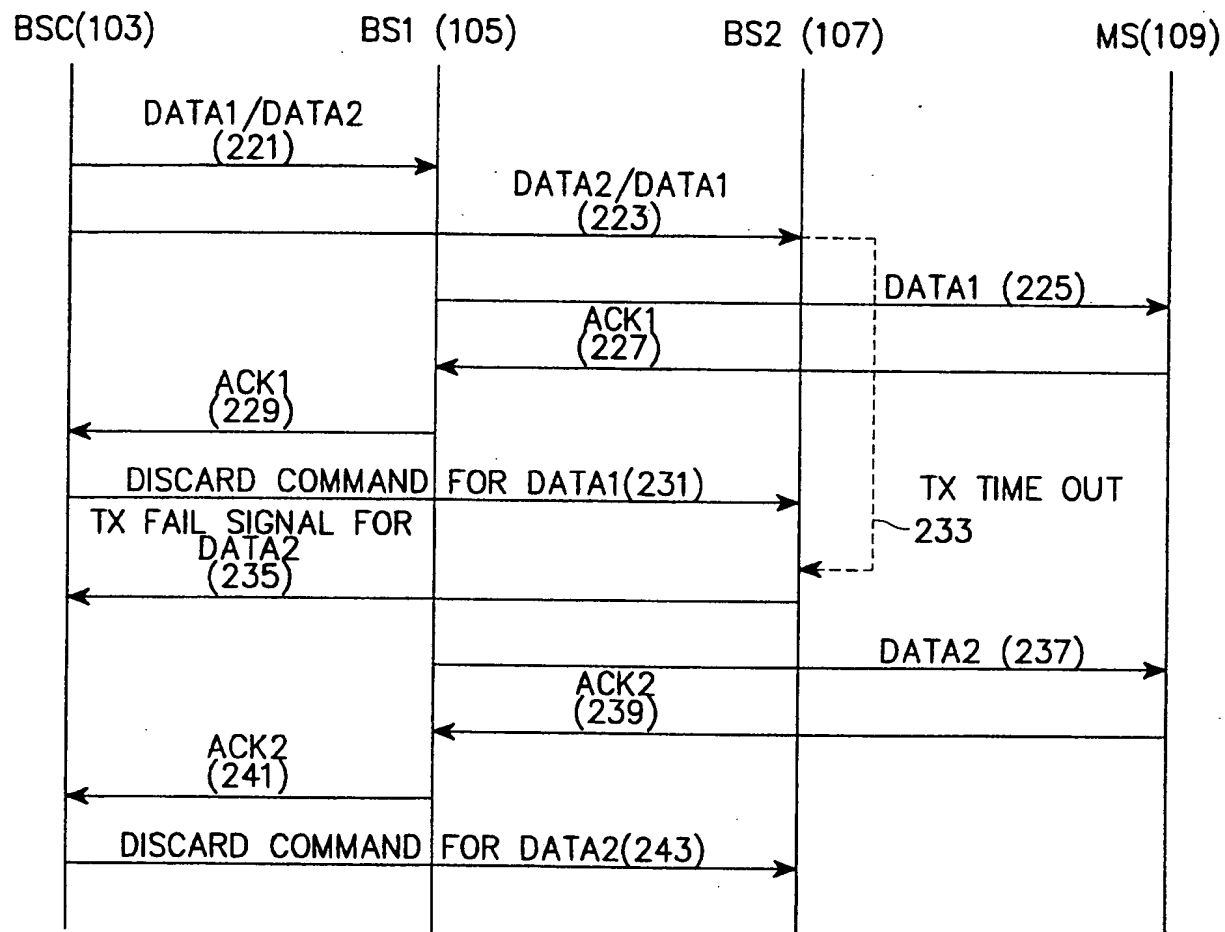 BSC(103) BS1 (105) BS2 (107) MS(109)
DATA1/DATA2
(221)
DATA2/DATA1
(223)
DATA1 (225)
ACK1
(227)
ACK1
(229)
DISCARD COMMAND FOR DATA1(231)
TX TIME OUT
233
TX FAIL SIGNAL FOR
DATA2
(235)
DATA2 (237)
ACK2
(239)
ACK2
(241)
DISCARD COMMAND FOR DATA2(243)